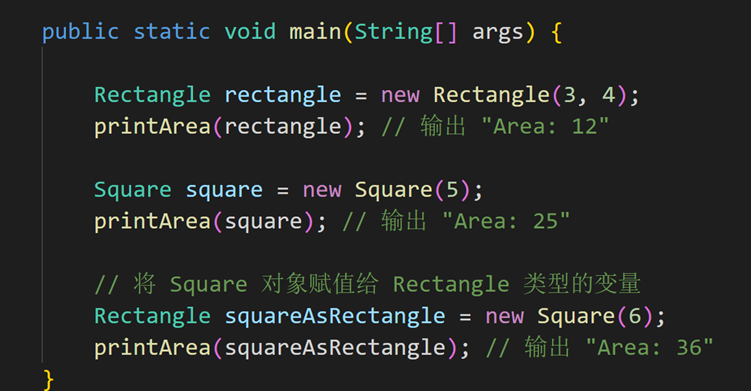 public static void main(String[] args) {
Rectangle rectangle = new Rectangle(3, 4);
printArea(rectangle); // 输出 "Area: 12"
Square square = new Square(5);
printArea(square); // 输出 "Area: 25"
// 将 Square 对象赋值给 Rectangle 类型的变量
Rectangle squareAsRectangle = new Square(6);
printArea(squareAsRectangle); // 输出 "Area: 36"
}